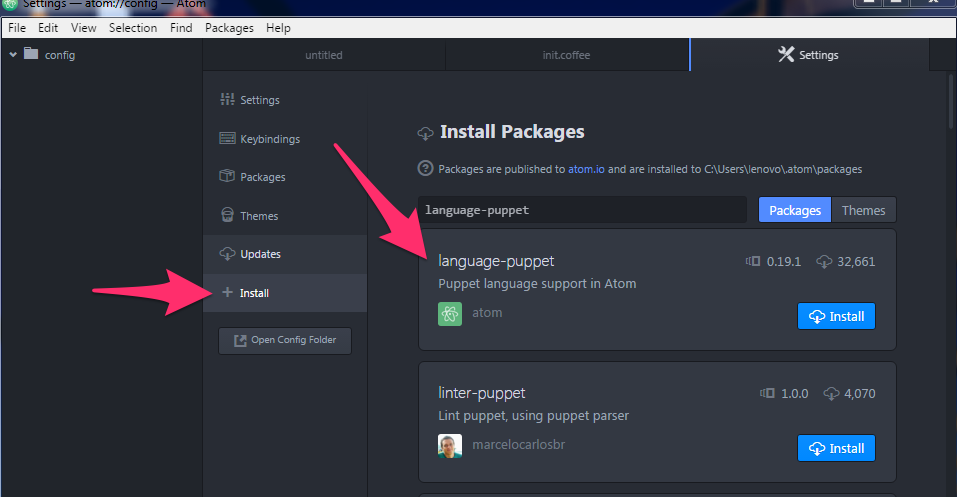 Settings — atom://config — Atom
File Edit View Selection Find Packages Help
config
untitled
init.coffee
Settings
Settings
Keybindings
Packages
Themes
Updates
Install
Open Config Folder
Install Packages
Packages are published to atom.io and are installed to C:\Users\lenovo\.atom\packages
language-puppet
Packages Themes
language-puppet 0.19.1 32,661
Puppet language support in Atom
atom
Install
linter-puppet 1.0.0 4,070
Lint puppet, using puppet parser
marcelocarlosbr
Install